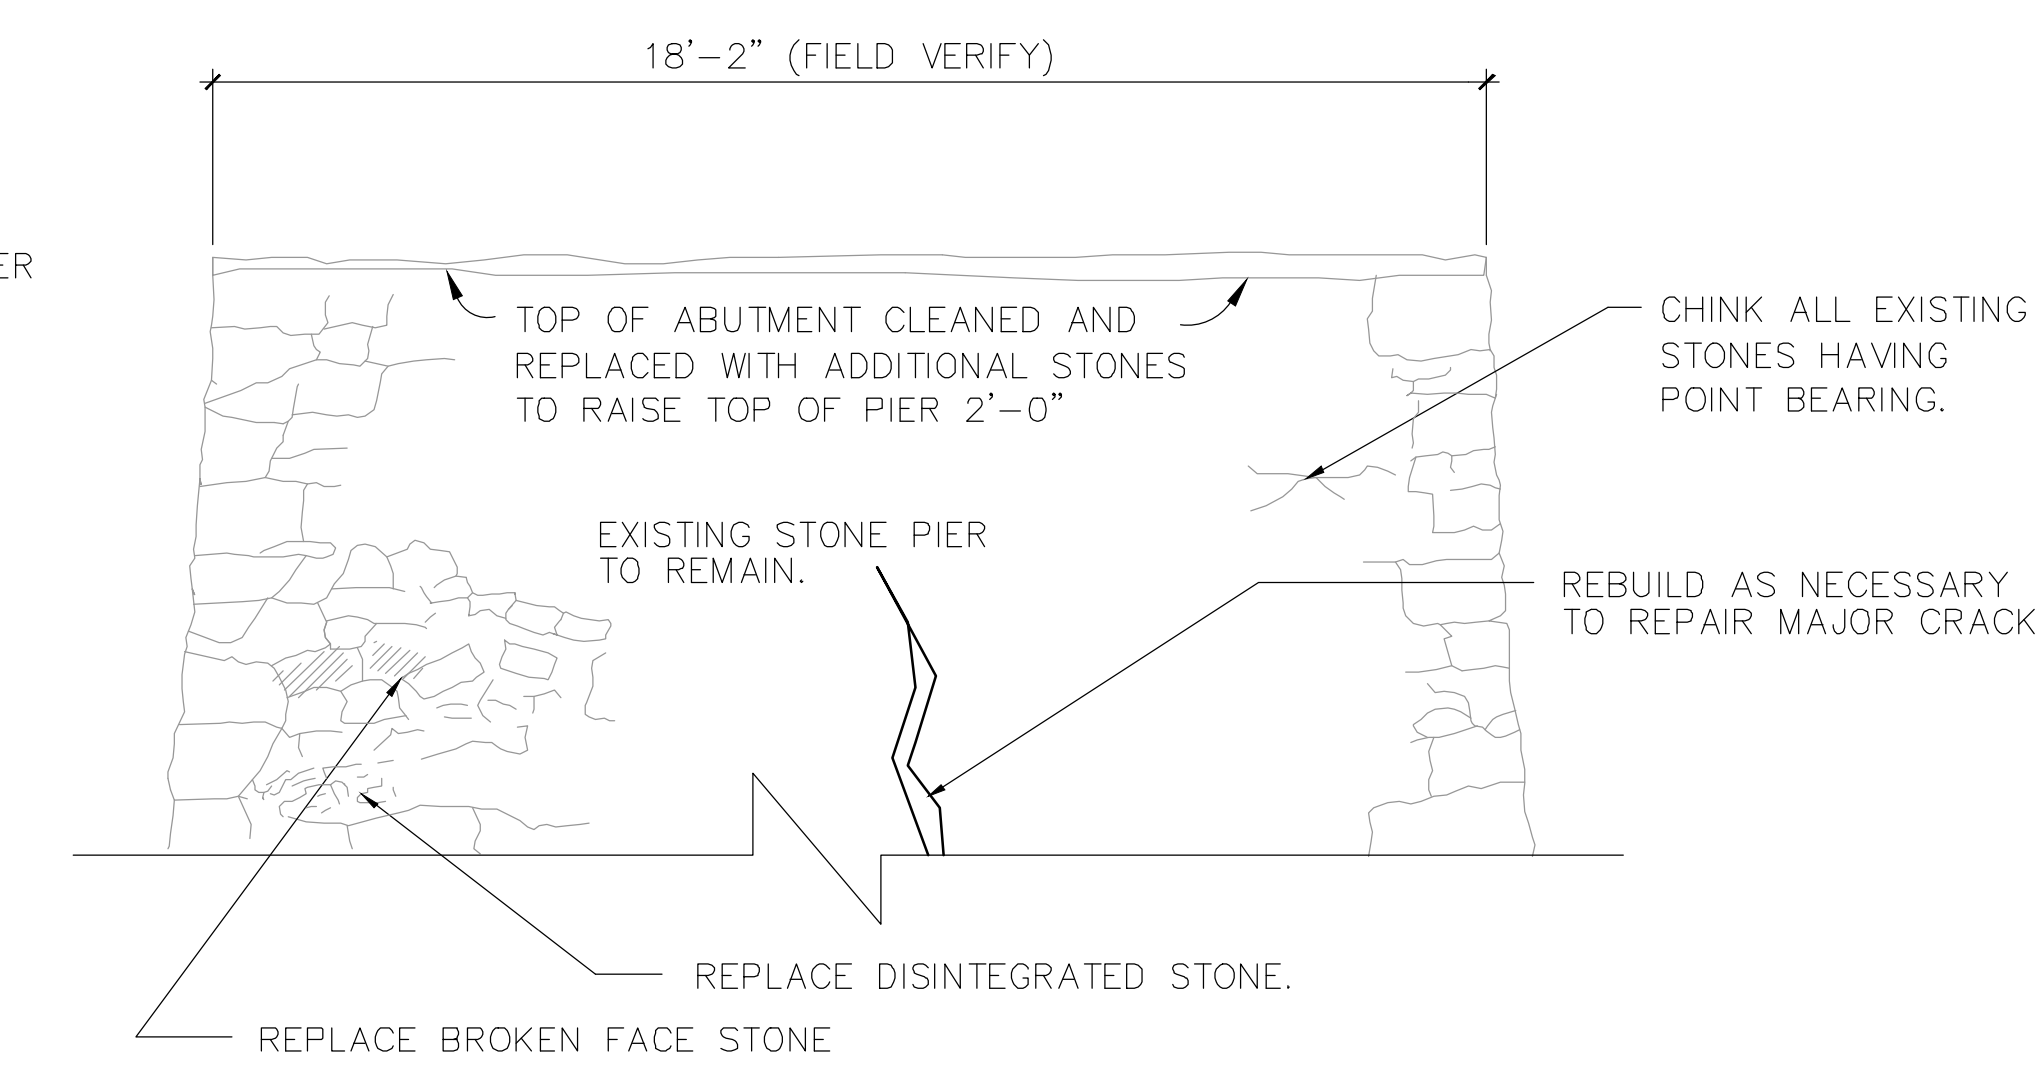 18'-2" (FIELD VERIFY)
ER
TOP OF ABUTMENT CLEANED AND
REPLACED WITH ADDITIONAL STONES
TO RAISE TOP OF PIER 2'-0"
CHINK ALL EXISTING
STONES HAVING
POINT BEARING.
EXISTING STONE PIER
TO REMAIN.
REBUILD AS NECESSARY
TO REPAIR MAJOR CRACK
REPLACE DISINTEGRATED STONE.
REPLACE BROKEN FACE STONE